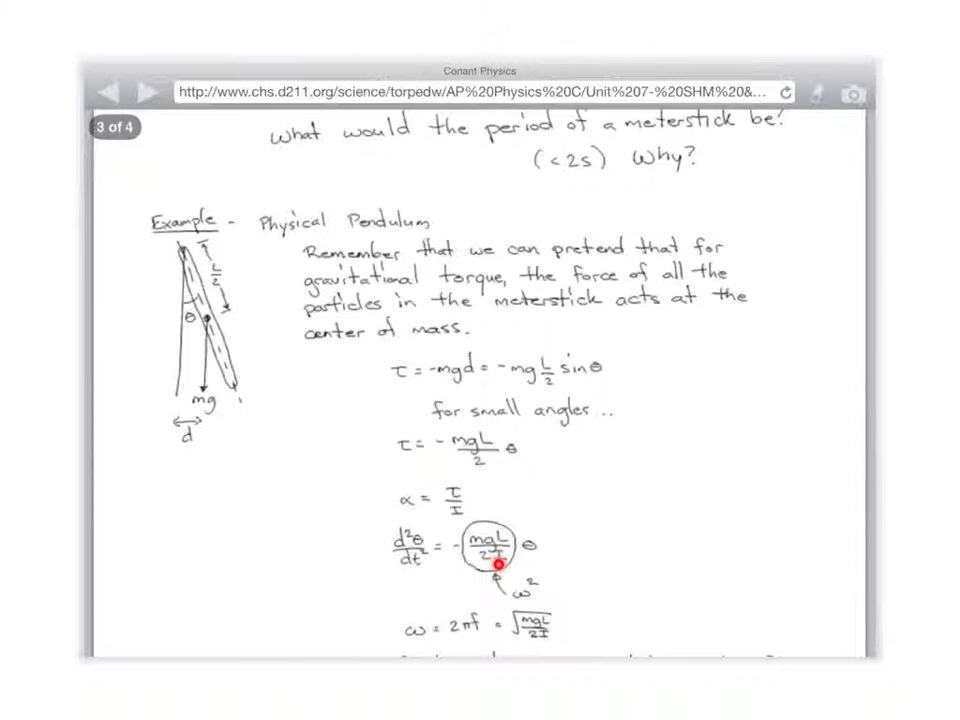 Conant Physics
http://www.chs.d211.org/science/torpedw/AP%20Physics%20C/Unit%207-%20SHM%20&...
3 of 4
What would the period of a meterstick be?
(<2s) Why?
Example - Physical Pendulum
Remember that we can pretend that for
gravitational torque, the force of all the
particles in the meterstick acts at the
center of mass.
L/2
θ
mg
d
τ = -mgd = -mg L/2 sinθ
for small angles...
τ = - mgL/2 θ
α = τ/I
d²θ/dt² = - mgL/2I θ
ω²
ω = 2πf = √mgL/2I